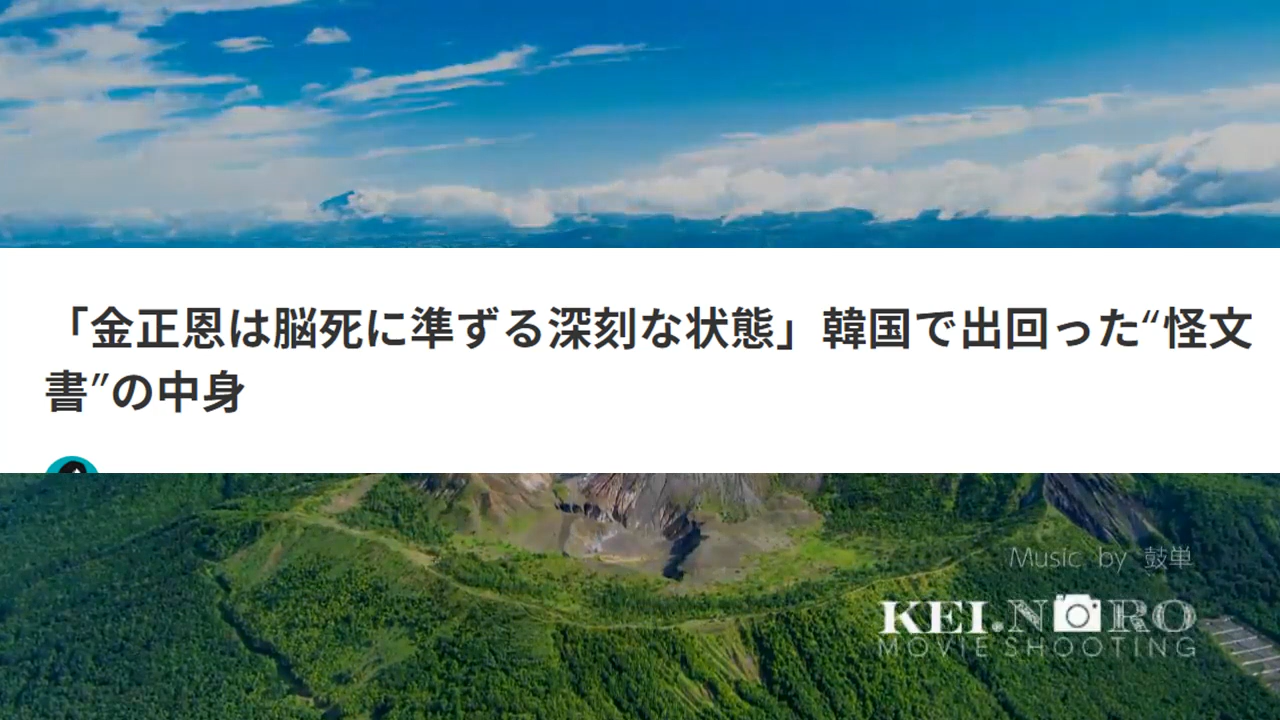 「金正恩は脳死に準ずる深刻な状態」韓国で出回った“怪文
書”の中身
Music by 鼓単
KEI.NORO
MOVIE SHOOTING